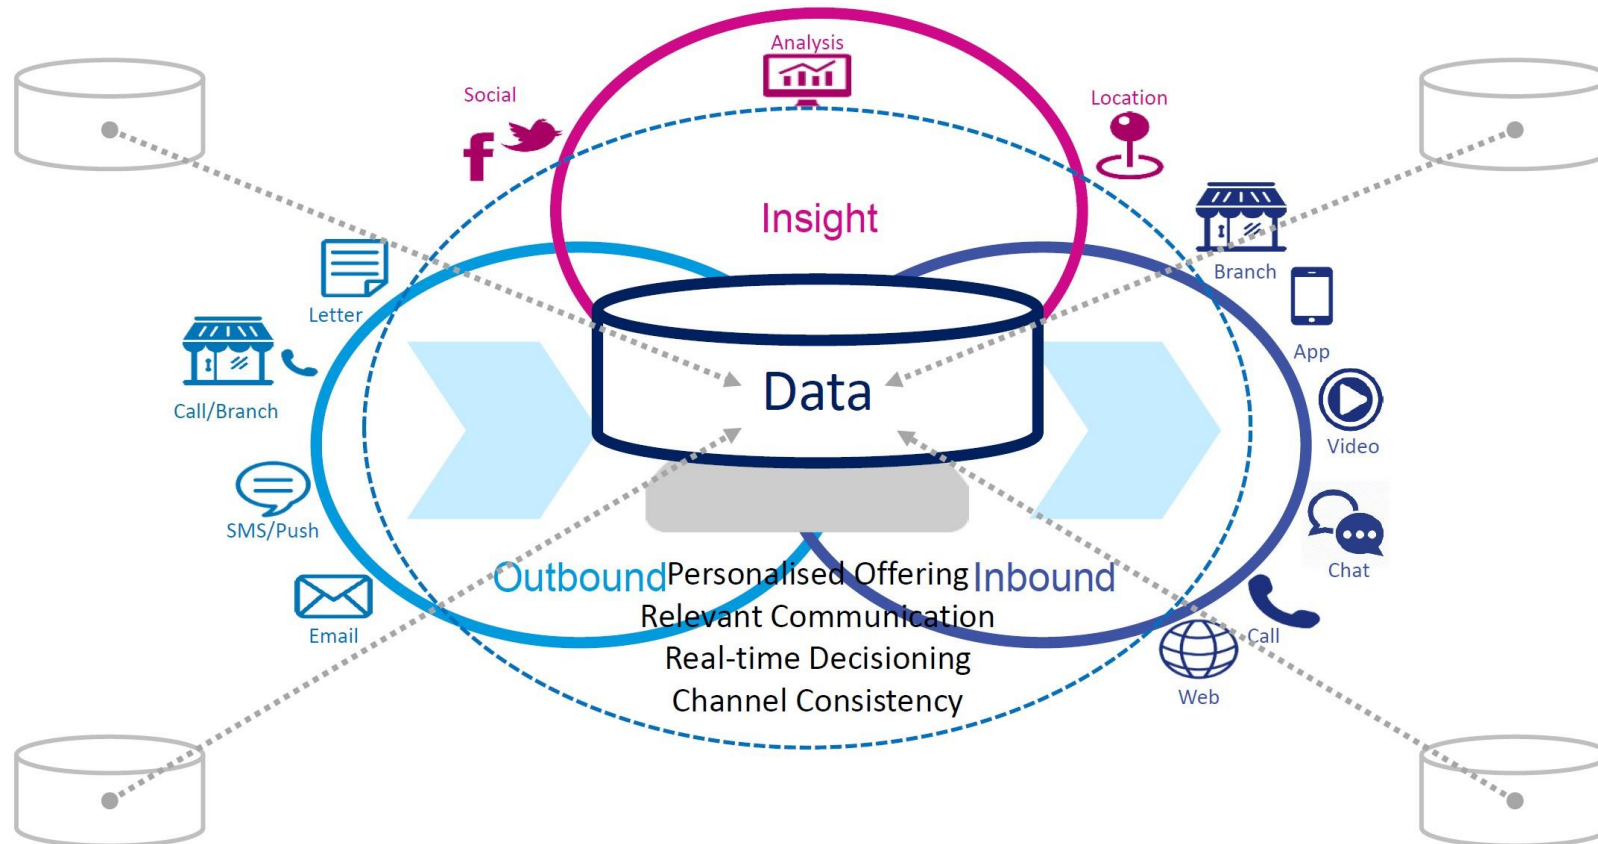 Analysis
Social
Location
Insight
Branch
Letter
App
Data
Call/Branch
Video
SMS/Push
Chat
Outbound
Personalised Offering
Inbound
Relevant Communication
Email
Call
Real-time Decisioning
Web
Channel Consistency